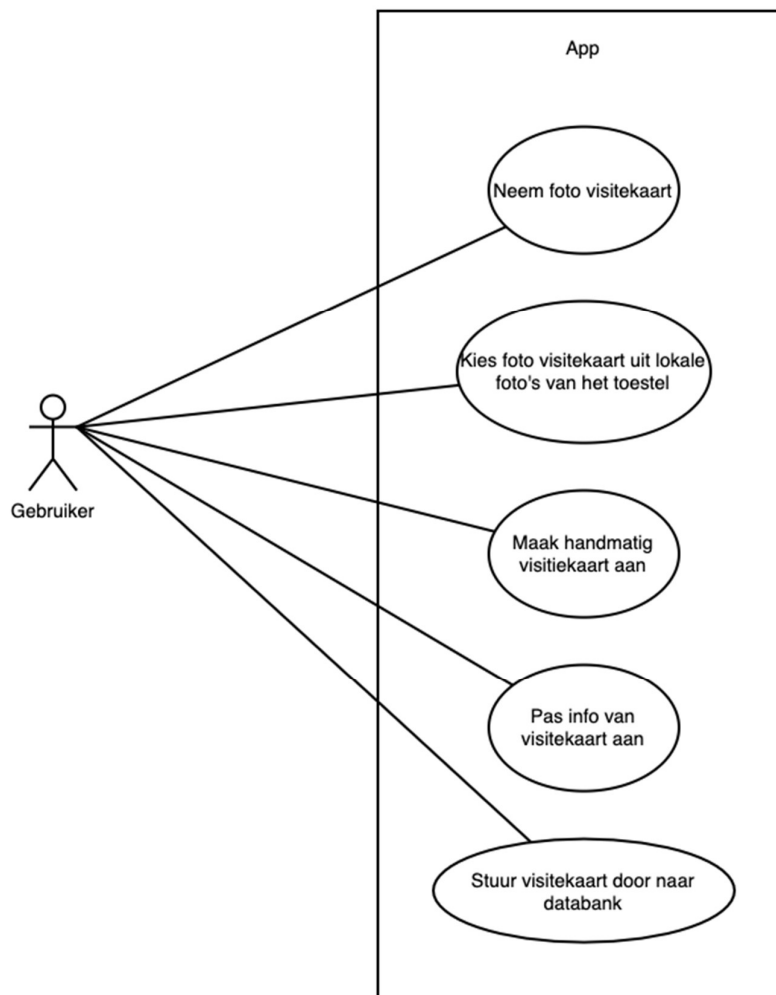 App
Neem foto visitekaart
Kies foto visitekaart uit lokale
foto's van het toestel
Gebruiker
Maak handmatig
visitiekaart aan
Pas info van
visitekaart aan
Stuur visitekaart door naar
databank